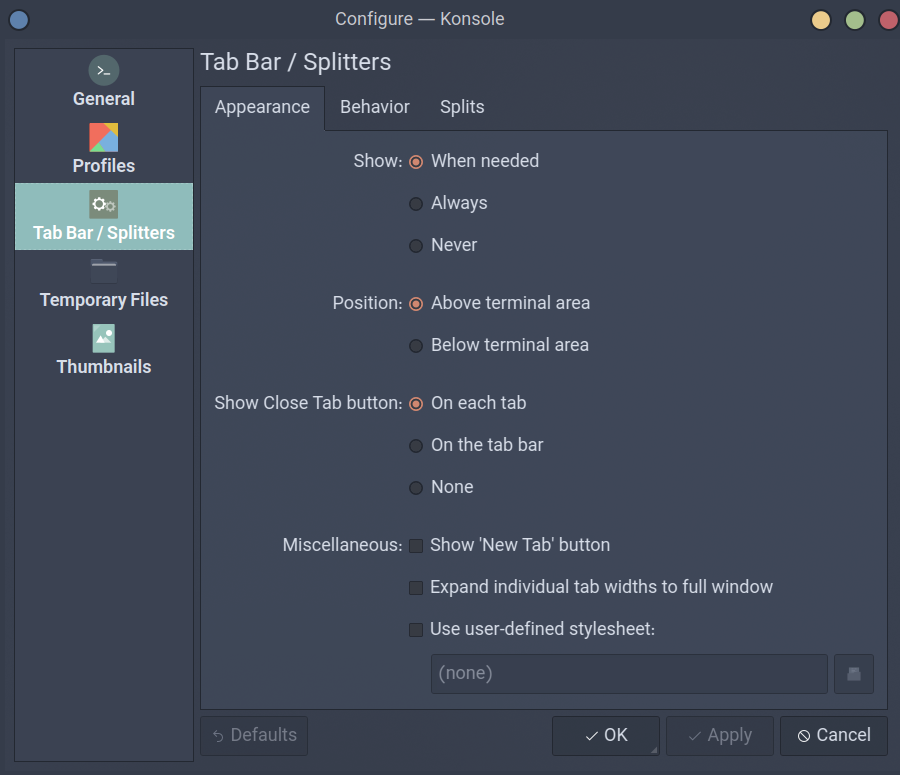 Configure — Konsole
General
Profiles
Tab Bar / Splitters
Temporary Files
Thumbnails
Tab Bar / Splitters
Appearance Behavior Splits
Show: When needed
Always
Never
Position: Above terminal area
Below terminal area
Show Close Tab button: On each tab
On the tab bar
None
Miscellaneous: Show 'New Tab' button
Expand individual tab widths to full window
Use user-defined stylesheet:
(none)
Defaults OK Apply Cancel